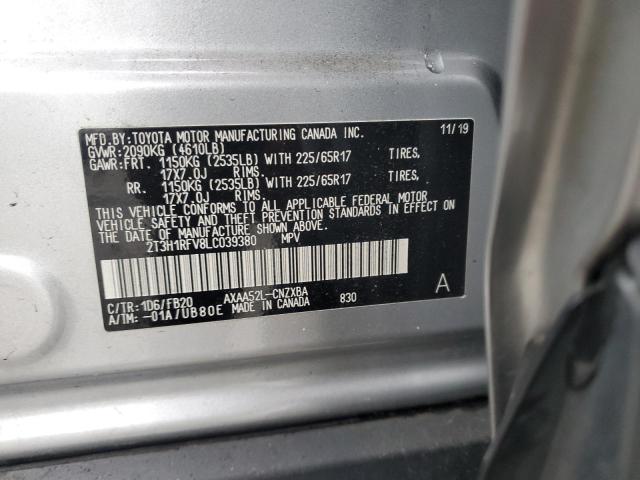 MFD.BY:TOYOTA MOTOR MANUFACTURING CANADA INC. 11/19
GVWR:2090KG (4610LB)
GAWR:FRT. 1150KG (2535LB) WITH 225/65R17 TIRES,
17X7.0J RIMS.
RR. 1150KG (2535LB) WITH 225/65R17 TIRES,
17X7.0J RIMS.
THIS VEHICLE CONFORMS TO ALL APPLICABLE FEDERAL MOTOR
VEHICLE SAFETY AND THEFT PREVENTION STANDARDS IN EFFECT
ON THE DATE OF MANUFACTURE SHOWN ABOVE.
2T3H1RFV8LC039380 MPV
C/TR:1D6/FB20 AXAA52L-CNZXBA 830 A
A/TM:-01A/UB80E MADE IN CANADA